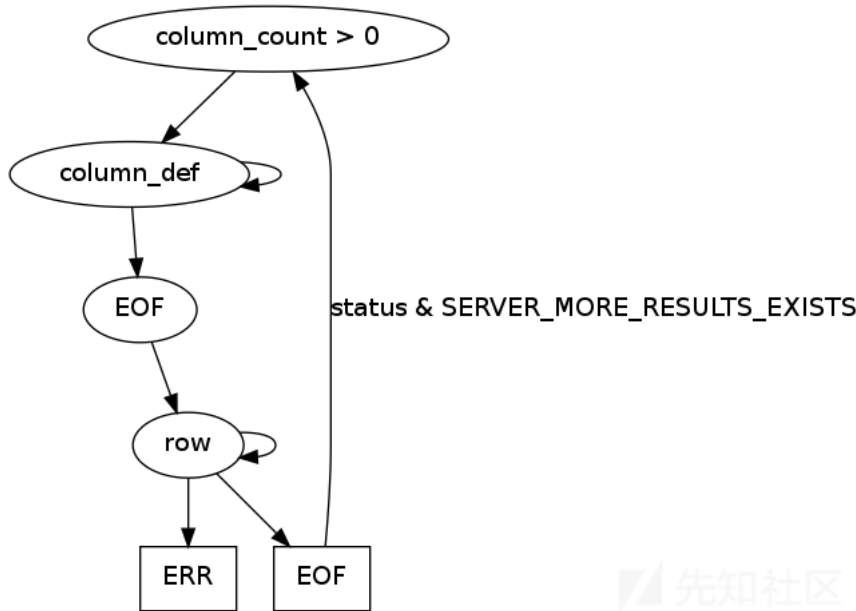 column_count > 0
column_def
EOF
status & SERVER_MORE_RESULTS_EXISTS
row
ERR
EOF
先知社区